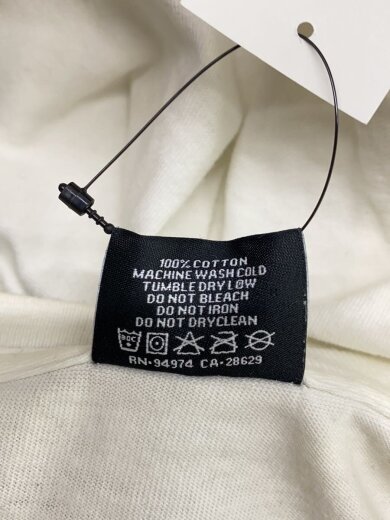 100% COTTON
MACHINE WASH COLD
TUMBLE DRY LOW
DO NOT BLEACH
DO NOT IRON
DO NOT DRYCLEAN
RN·94974 CA·28629